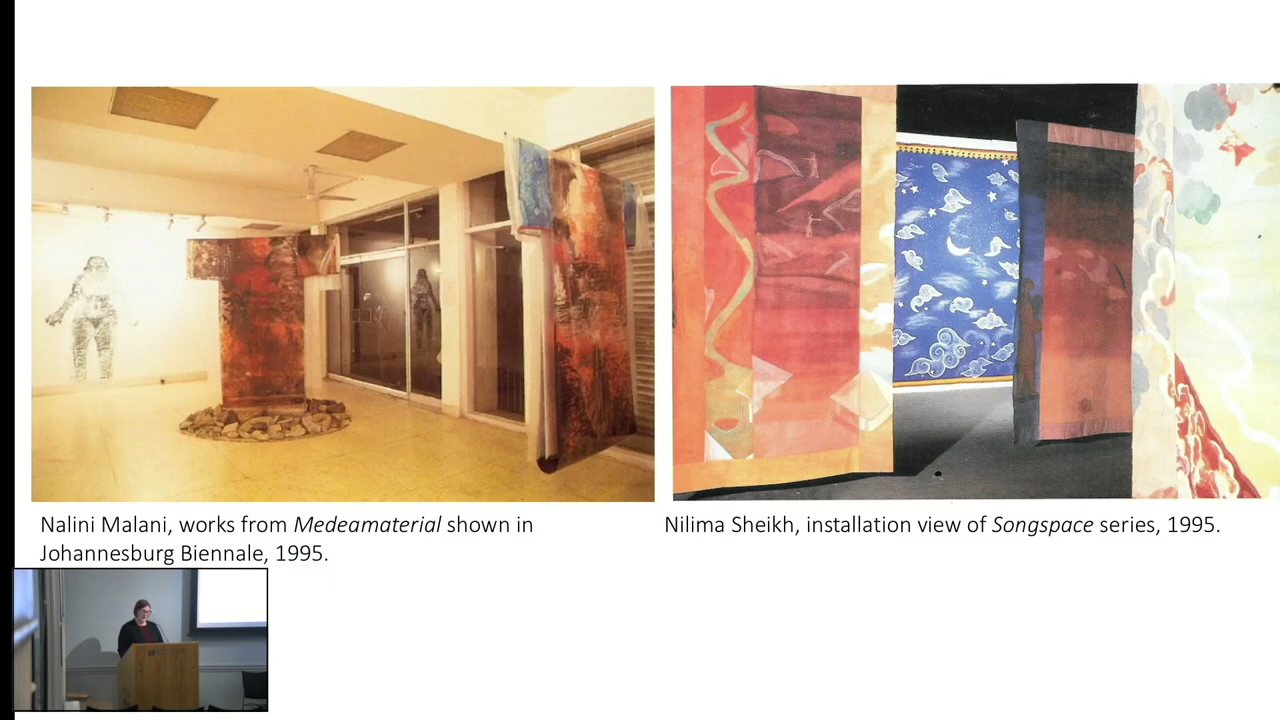 Nalini Malani, works from Medeamaterial shown in
Johannesburg Biennale, 1995.
Nilima Sheikh, installation view of Songspace series, 1995.